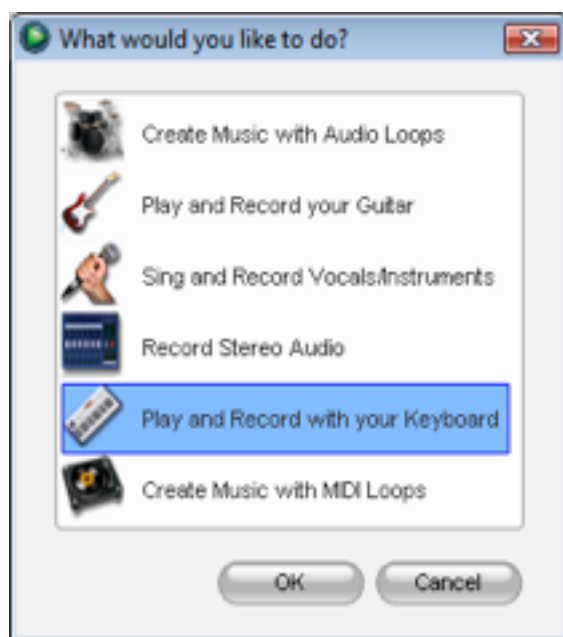 What would you like to do?
Create Music with Audio Loops
Play and Record your Guitar
Sing and Record Vocals/Instruments
Record Stereo Audio
Play and Record with your Keyboard
Create Music with MIDI Loops
OK Cancel